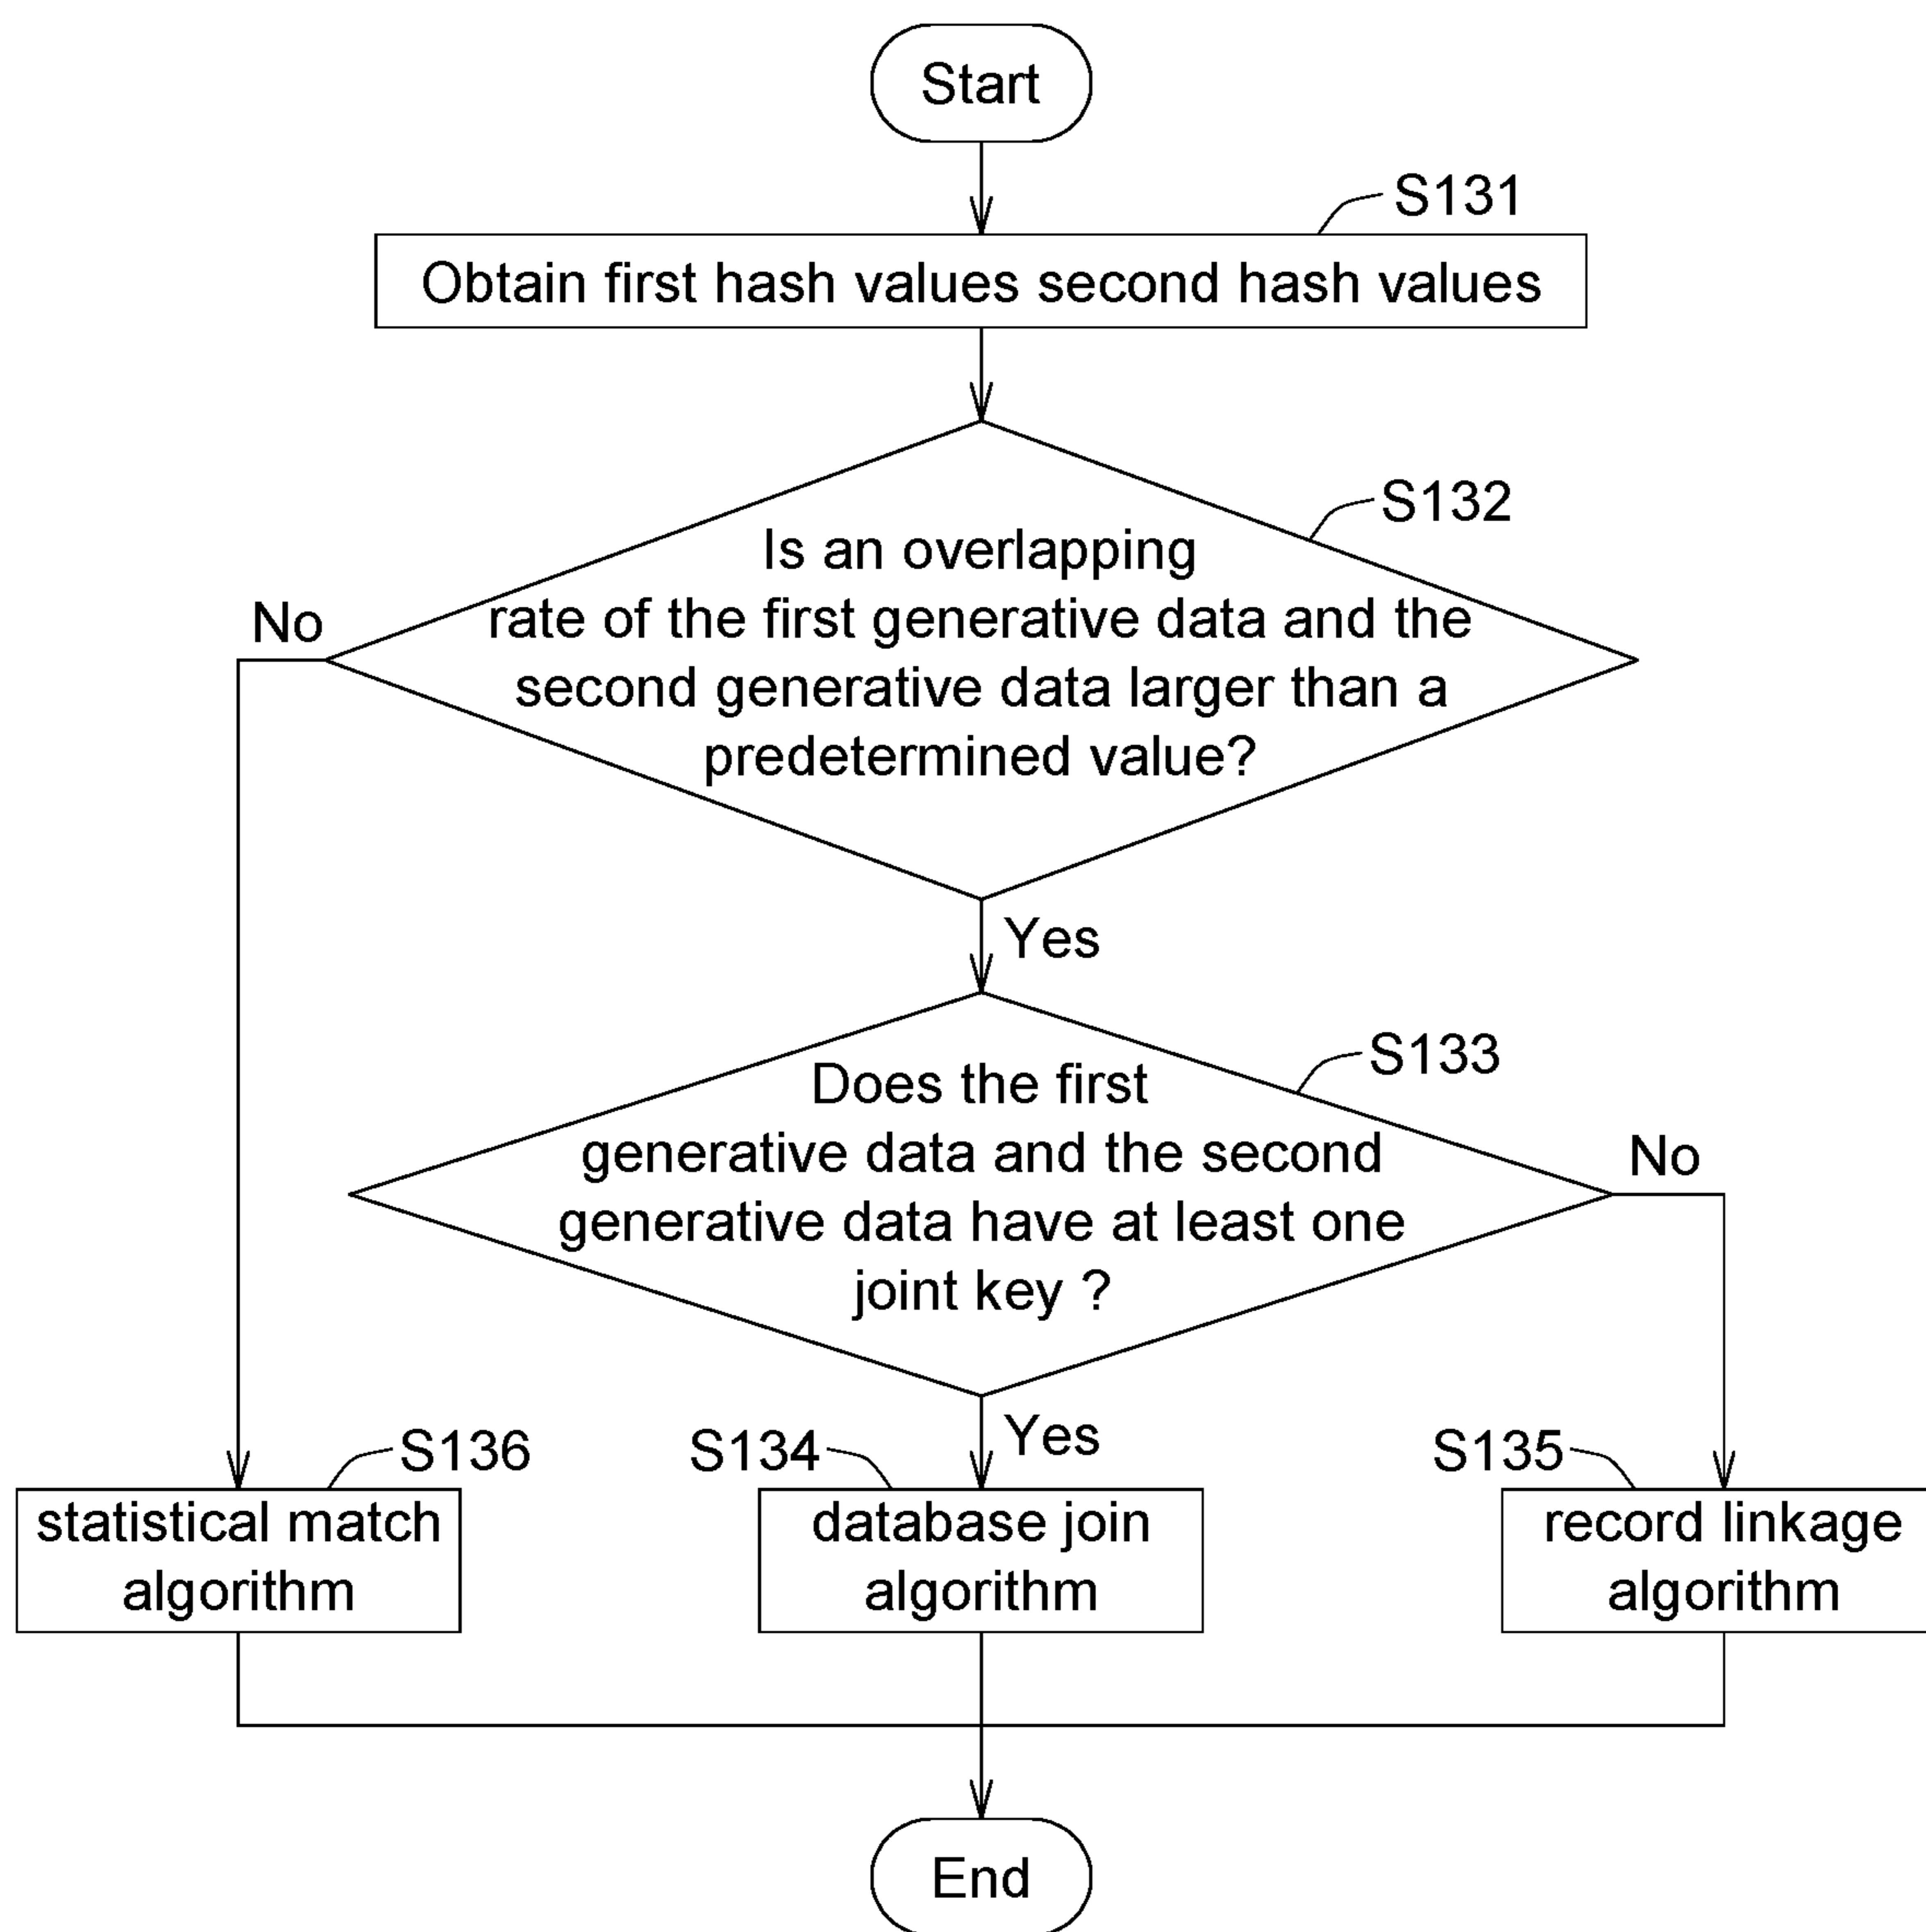 Start
S131
Obtain first hash values second hash values
S132
Is an overlapping
rate of the first generative data and the
second generative data larger than a
predetermined value?
No
Yes
S133
Does the first
generative data and the second
generative data have at least one
joint key ?
No
Yes
S136
statistical match
algorithm
S134
database join
algorithm
S135
record linkage
algorithm
End